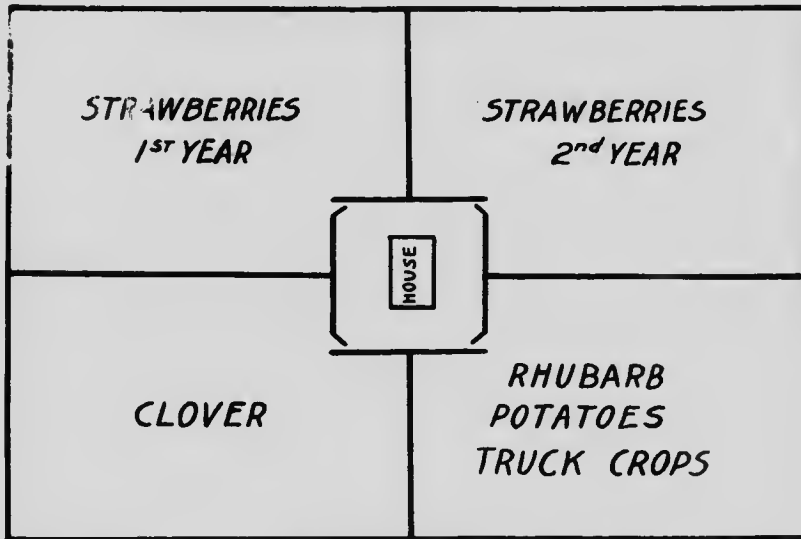 STRAWBERRIES
1ST YEAR
STRAWBERRIES
2nd YEAR
HOUSE
CLOVER
RHUBARB
POTATOES
TRUCK CROPS